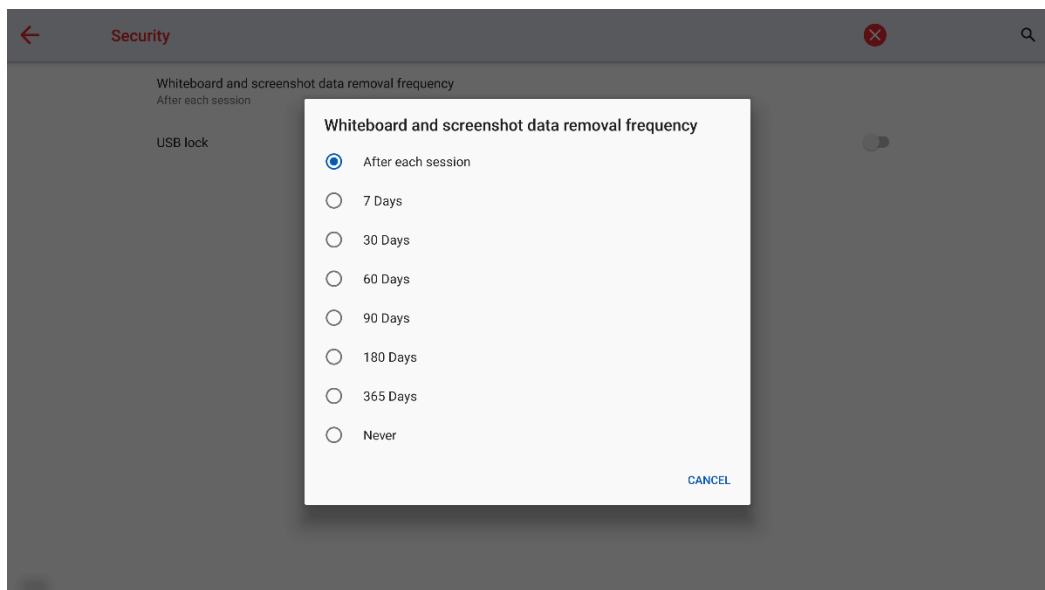 Security
Whiteboard and screenshot data removal frequency
After each session
USB lock
Whiteboard and screenshot data removal frequency
After each session
7 Days
30 Days
60 Days
90 Days
180 Days
365 Days
Never
CANCEL